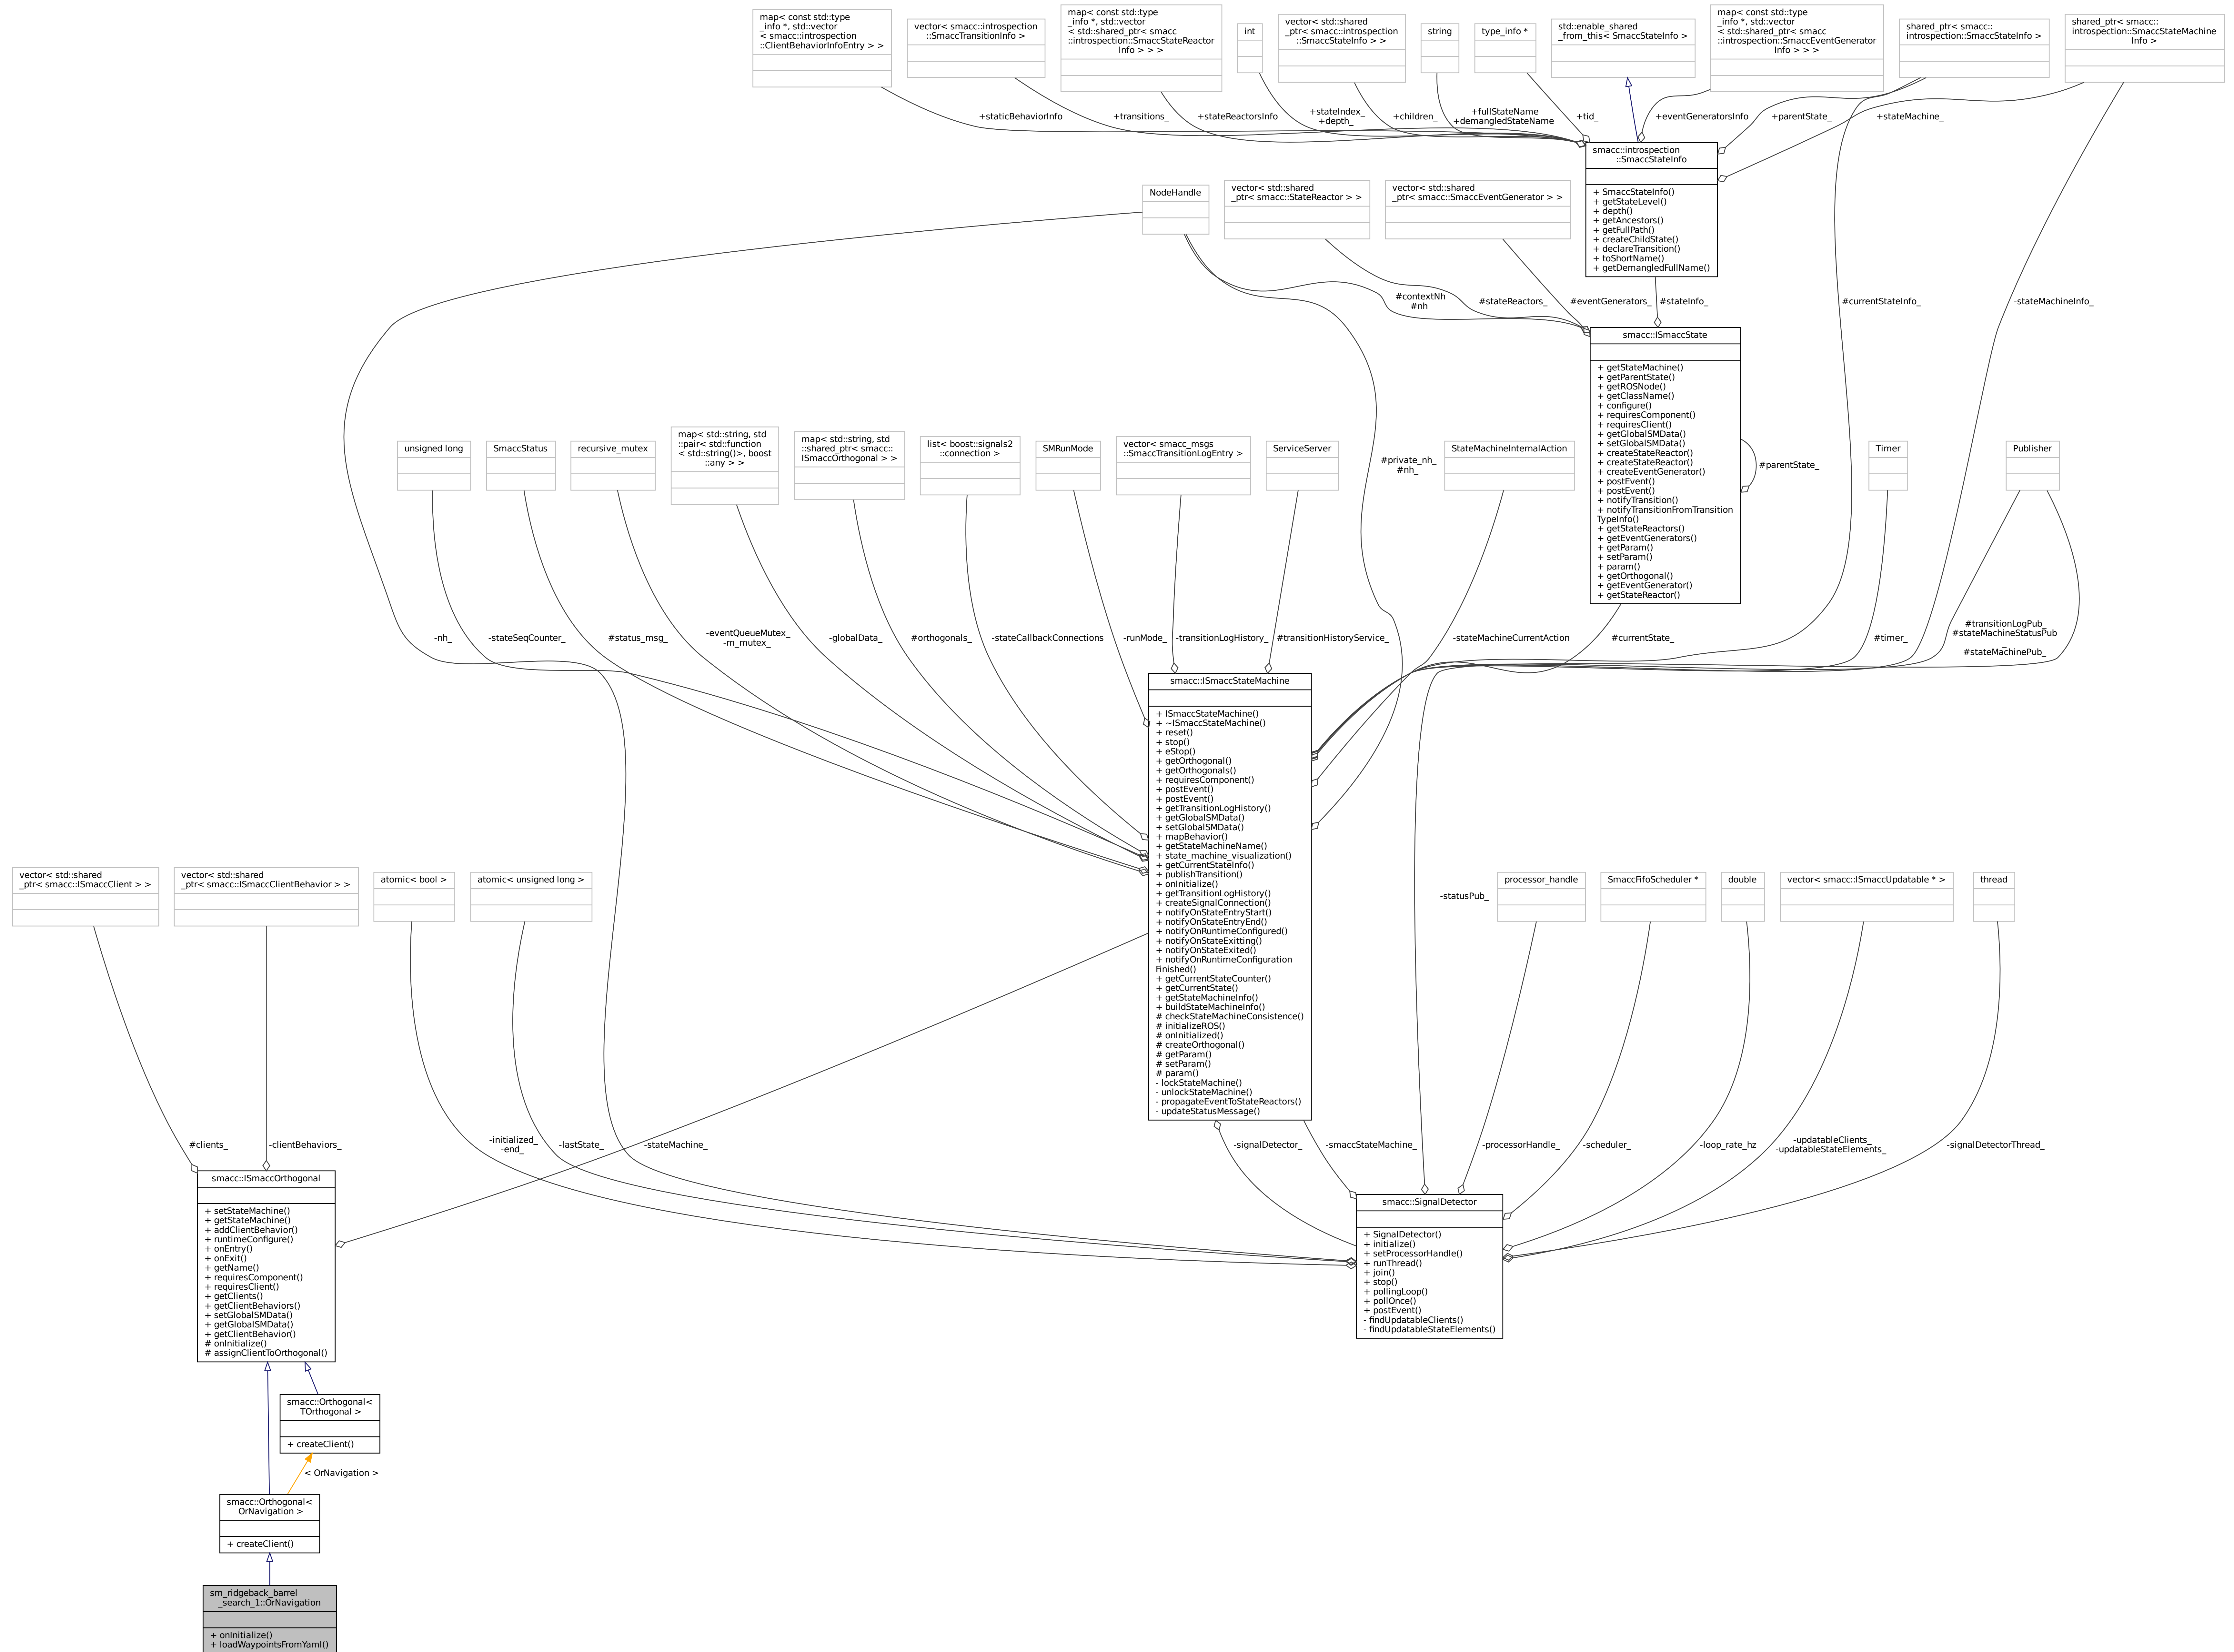 map< const std::type
_info *, std::vector
< smacc::introspection
::ClientBehaviorInfoEntry > >
vector< smacc::introspection
::SmaccTransitionInfo >
map< const std::type
_info *, std::vector
< std::shared_ptr< smacc
::introspection::SmaccStateReactor
Info > > >
int
vector< std::shared
_ptr< smacc::introspection
::SmaccStateInfo > >
string
type_info *
std::enable_shared
_from_this< SmaccStateInfo >
map< const std::type
_info *, std::vector
< std::shared_ptr< smacc
::introspection::SmaccEventGenerator
Info > > >
shared_ptr< smacc::
introspection::SmaccStateInfo >
shared_ptr< smacc::
introspection::SmaccStateMachine
Info >
+staticBehaviorInfo
+transitions_
+stateReactorsInfo
+stateIndex_
+depth_
+children_
+fullStateName
+demangledStateName
+tid_
+eventGeneratorsInfo
+parentState_
+stateMachine_
smacc::introspection
::SmaccStateInfo
+ SmaccStateInfo()
+ getStateLevel()
+ depth()
+ getAncestors()
+ getFullPath()
+ createChildState()
+ declareTransition()
+ toShortName()
+ getDemangledFullName()
NodeHandle
vector< std::shared
_ptr< smacc::StateReactor > >
vector< std::shared
_ptr< smacc::SmaccEventGenerator > >
#contextNh
#nh
#stateReactors_
#eventGenerators_
#stateInfo_
#currentStateInfo_
-stateMachineInfo_
smacc::ISmaccState
+ getStateMachine()
+ getParentState()
+ getROSNode()
+ getClassName()
+ configure()
+ requiresComponent()
+ requiresClient()
+ getGlobalSMData()
+ setGlobalSMData()
+ createStateReactor()
+ createStateReactor()
+ createEventGenerator()
+ postEvent()
+ postEvent()
+ notifyTransition()
+ notifyTransitionFromTransition
TypeInfo()
+ getStateReactors()
+ getEventGenerators()
+ getParam()
+ setParam()
+ param()
+ getOrthogonal()
+ getEventGenerator()
+ getStateReactor()
#parentState_
unsigned long
SmaccStatus
recursive_mutex
map< std::string, std
::pair< std::function
< std::string()>, boost
::any > >
map< std::string, std
::shared_ptr< smacc::
ISmaccOrthogonal > >
list< boost::signals2
::connection >
SMRunMode
vector< smacc_msgs
::SmaccTransitionLogEntry >
ServiceServer
#private_nh_
#nh_
StateMachineInternalAction
Timer
Publisher
-nh_
-stateSeqCounter_
#status_msg_
-eventQueueMutex_
-m_mutex_
-globalData_
#orthogonals_
-stateCallbackConnections
-runMode_
-transitionLogHistory_
#transitionHistoryService_
-stateMachineCurrentAction
#currentState_
#timer_
#transitionLogPub_
#stateMachineStatusPub
_
#stateMachinePub_
smacc::ISmaccStateMachine
+ ISmaccStateMachine()
+ ~ISmaccStateMachine()
+ reset()
+ stop()
+ eStop()
+ getOrthogonal()
+ getOrthogonals()
+ requiresComponent()
+ postEvent()
+ postEvent()
+ getTransitionLogHistory()
+ getGlobalSMData()
+ setGlobalSMData()
+ mapBehavior()
+ getStateMachineName()
+ state_machine_visualization()
+ getCurrentStateInfo()
+ publishTransition()
+ onInitialize()
+ getTransitionLogHistory()
+ createSignalConnection()
+ notifyOnStateEntryStart()
+ notifyOnStateEntryEnd()
+ notifyOnRuntimeConfigured()
+ notifyOnStateExitting()
+ notifyOnStateExited()
+ notifyOnRuntimeConfiguration
Finished()
+ getCurrentStateCounter()
+ getCurrentState()
+ getStateMachineInfo()
+ buildStateMachineInfo()
# checkStateMachineConsistence()
# initializeROS()
# onInitialized()
# createOrthogonal()
# getParam()
# setParam()
# param()
- lockStateMachine()
- unlockStateMachine()
- propagateEventToStateReactors()
- updateStatusMessage()
vector< std::shared
_ptr< smacc::ISmaccClient > >
vector< std::shared
_ptr< smacc::ISmaccClientBehavior > >
atomic< bool >
atomic< unsigned long >
-statusPub_
processor_handle
SmaccFifoScheduler *
double
vector< smacc::ISmaccUpdatable * >
thread
#clients_
-clientBehaviors_
-initialized_
-end_
-lastState_
-stateMachine_
-signalDetector_
-smaccStateMachine_
-processorHandle_
-scheduler_
-loop_rate_hz
-updatableClients_
-updatableStateElements_
-signalDetectorThread_
smacc::ISmaccOrthogonal
+ setStateMachine()
+ getStateMachine()
+ addClientBehavior()
+ runtimeConfigure()
+ onEntry()
+ onExit()
+ getName()
+ requiresComponent()
+ requiresClient()
+ getClients()
+ getClientBehaviors()
+ setGlobalSMData()
+ getGlobalSMData()
+ getClientBehavior()
# onInitialize()
# assignClientToOrthogonal()
smacc::SignalDetector
+ SignalDetector()
+ initialize()
+ setProcessorHandle()
+ runThread()
+ join()
+ stop()
+ pollingLoop()
+ pollOnce()
+ postEvent()
- findUpdatableClients()
- findUpdatableStateElements()
smacc::Orthogonal<
TOrthogonal >
+ createClient()
< OrNavigation >
smacc::Orthogonal<
OrNavigation >
+ createClient()
sm_ridgeback_barrel
_search_1::OrNavigation
+ onInitialize()
+ loadWaypointsFromYaml()